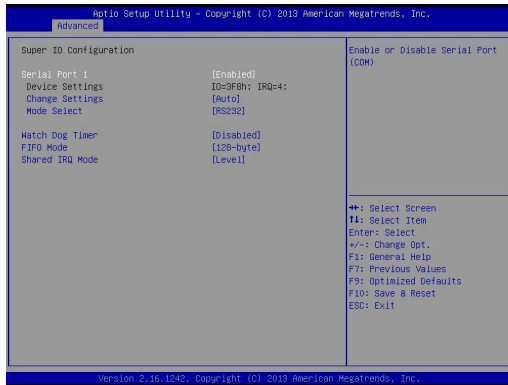 Aptio Setup Utility – Copyright (C) 2013 American Megatrends, Inc.
Advanced
Super IO Configuration
Serial Port 1 [Enabled]
Device Settings IO=3F8h; IRQ=4;
Change Settings [Auto]
Mode Select [RS232]
Watch Dog Timer [Disabled]
FIFO Mode [128-byte]
Shared IRQ Mode [Level]
Enable or Disable Serial Port
(COM)
→←: Select Screen
↑↓: Select Item
Enter: Select
+/-: Change Opt.
F1: General Help
F7: Previous Values
F9: Optimized Defaults
F10: Save & Reset
ESC: Exit
Version 2.16.1242. Copyright (C) 2013 American Megatrends, Inc.